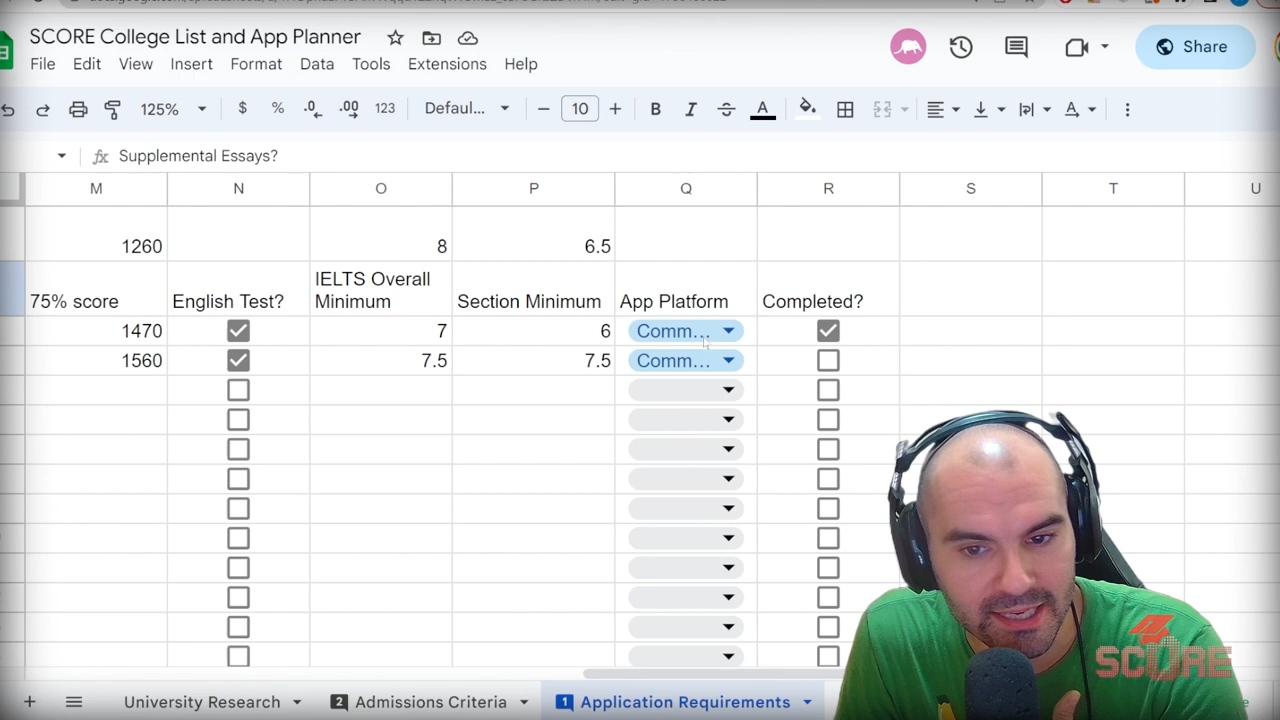 SCORE College List and App Planner
File Edit View Insert Format Data Tools Extensions Help
Share
125% $ % .0 .00 123 Defaul... 10 B I A
fx Supplemental Essays?
M N O P Q R S T U
1260 8 6.5
75% score English Test? IELTS Overall Minimum Section Minimum App Platform Completed?
1470 7 6 Comm...
1560 7.5 7.5 Comm...
SCORE
University Research 2 Admissions Criteria 1 Application Requirements